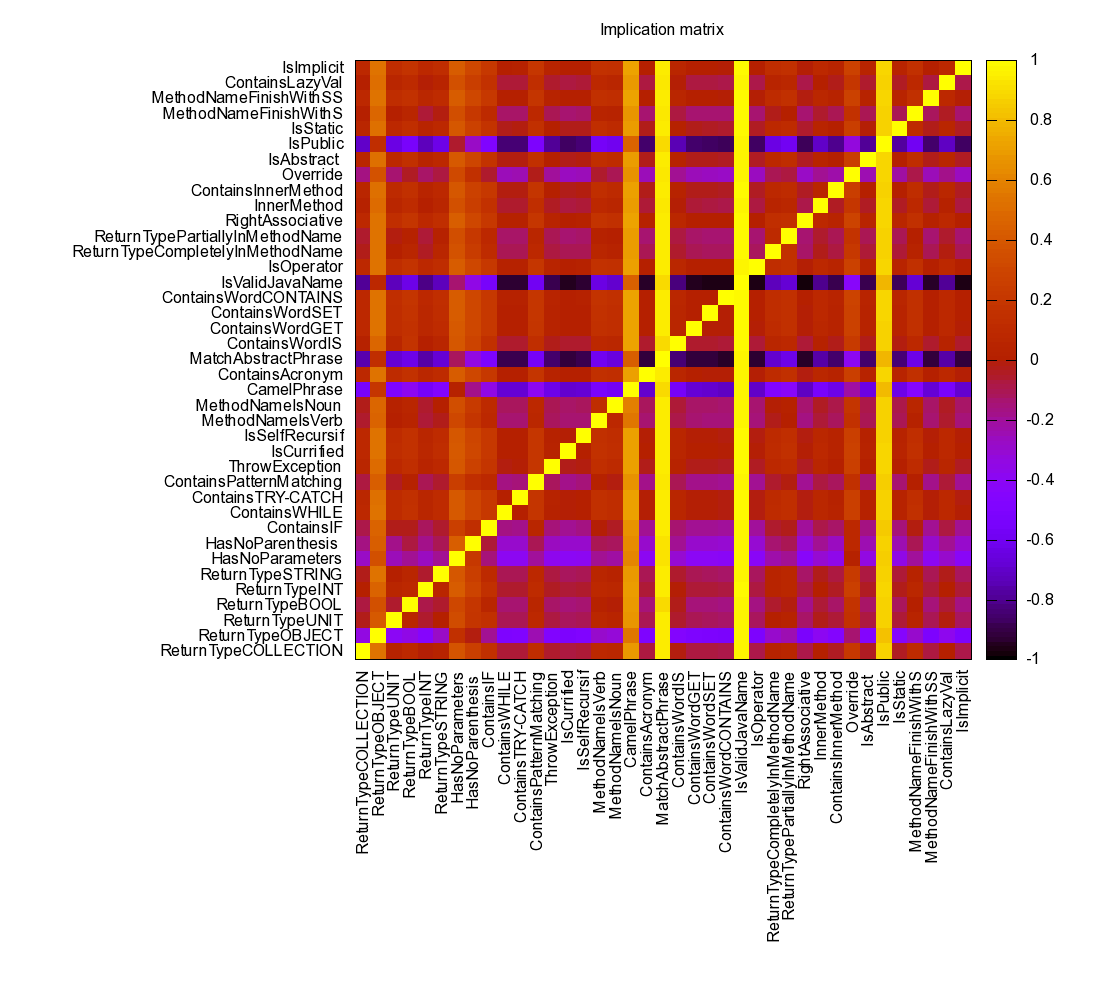 Implication matrix
IsImplicit
ContainsLazyVal
MethodNameFinishWithSS
MethodNameFinishWithS
IsStatic
IsPublic
IsAbstract
Override
ContainsInnerMethod
InnerMethod
RightAssociative
ReturnTypePartiallyInMethodName
ReturnTypeCompletelyInMethodName
IsOperator
IsValidJavaName
ContainsWordCONTAINS
ContainsWordSET
ContainsWordGET
ContainsWordIS
MatchAbstractPhrase
ContainsAcronym
CamelPhrase
MethodNameIsNoun
MethodNameIsVerb
IsSelfRecursif
IsCurrified
ThrowException
ContainsPatternMatching
ContainsTRY-CATCH
ContainsWHILE
ContainsIF
HasNoParenthesis
HasNoParameters
ReturnTypeSTRING
ReturnTypeINT
ReturnTypeBOOL
ReturnTypeUNIT
ReturnTypeOBJECT
ReturnTypeCOLLECTION
ReturnTypeCOLLECTION
ReturnTypeOBJECT
ReturnTypeUNIT
ReturnTypeBOOL
ReturnTypeINT
ReturnTypeSTRING
HasNoParameters
HasNoParenthesis
ContainsIF
ContainsWHILE
ContainsTRY-CATCH
ContainsPatternMatching
ThrowException
IsCurrified
IsSelfRecursif
MethodNameIsVerb
MethodNameIsNoun
CamelPhrase
ContainsAcronym
MatchAbstractPhrase
ContainsWordIS
ContainsWordGET
ContainsWordSET
ContainsWordCONTAINS
IsValidJavaName
IsOperator
ReturnTypeCompletelyInMethodName
ReturnTypePartiallyInMethodName
RightAssociative
InnerMethod
ContainsInnerMethod
Override
IsAbstract
IsPublic
IsStatic
MethodNameFinishWithS
MethodNameFinishWithSS
ContainsLazyVal
IsImplicit
1
0.8
0.6
0.4
0.2
0
-0.2
-0.4
-0.6
-0.8
-1